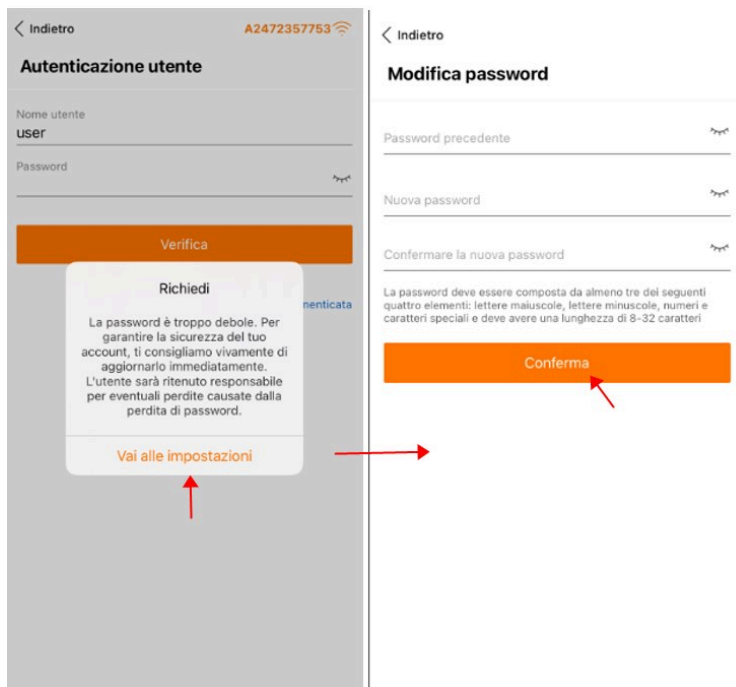 Indietro
A2472357753
Autenticazione utente
Nome utente
user
Password
Verifica
Richiedi
nenticata
La password è troppo debole. Per
garantire la sicurezza del tuo
account, ti consigliamo vivamente di
aggiornarlo immediatamente.
L'utente sarà ritenuto responsabile
per eventuali perdite causate dalla
perdita di password.
Vai alle impostazioni
Indietro
Modifica password
Password precedente
Nuova password
Confermare la nuova password
La password deve essere composta da almeno tre dei seguenti
quattro elementi: lettere maiuscole, lettere minuscole, numeri e
caratteri speciali e deve avere una lunghezza di 8-32 caratteri
Conferma